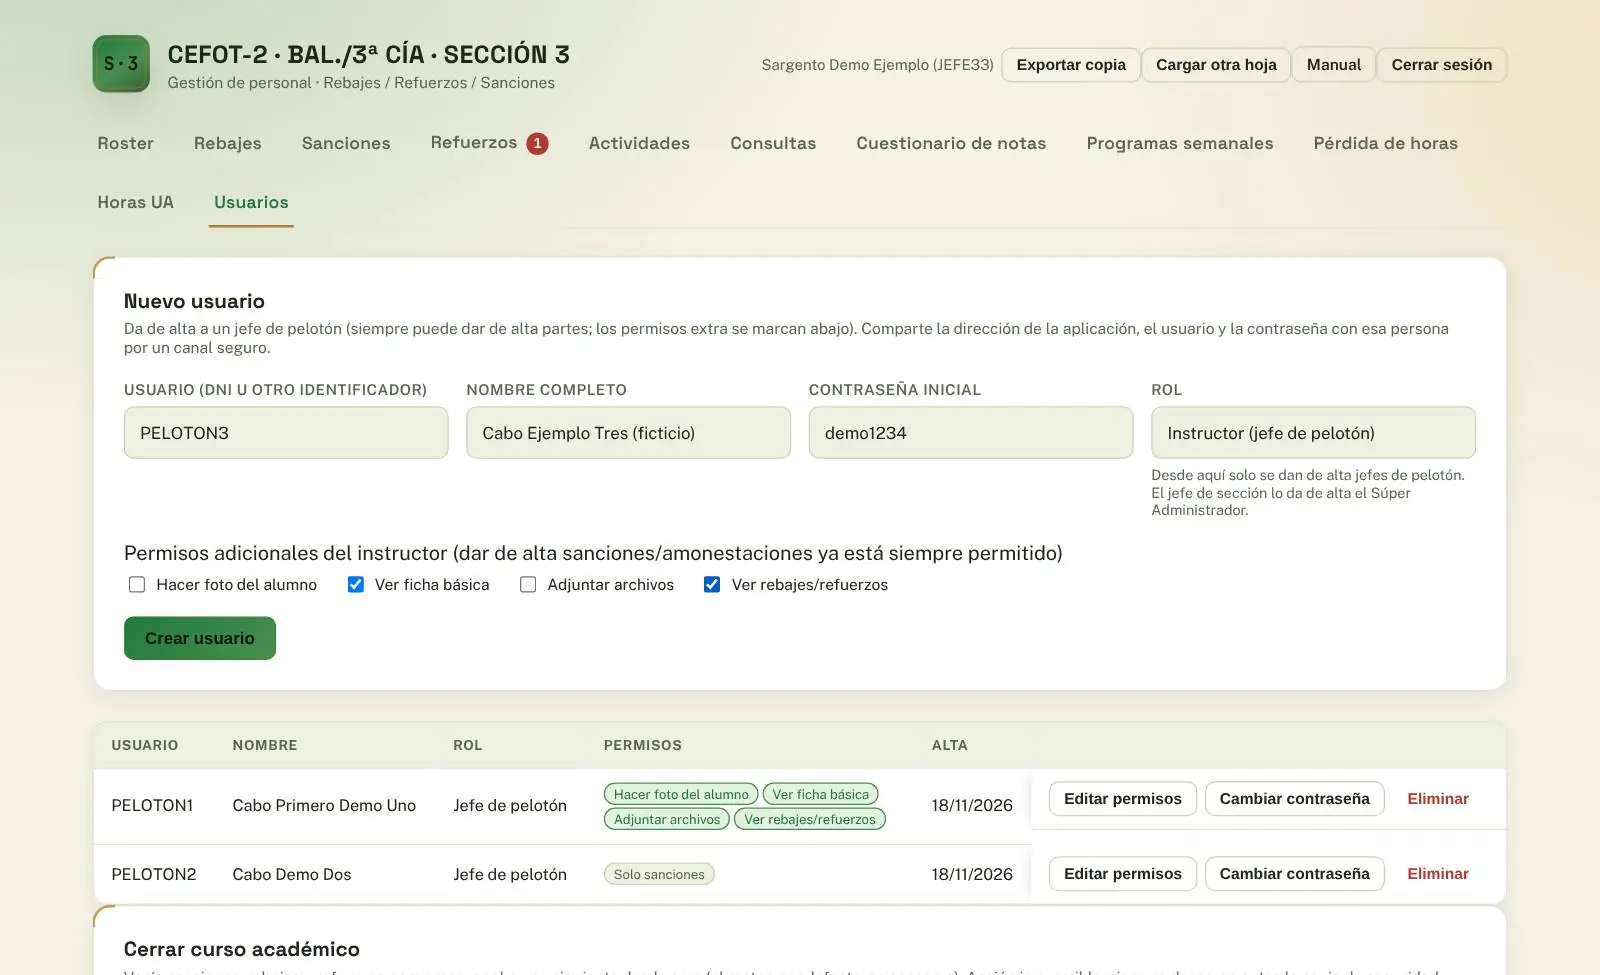 S·3
CEFOT-2 · BAL./3ª CÍA · SECCIÓN 3
Gestión de personal · Rebajes / Refuerzos / Sanciones
Sargento Demo Ejemplo (JEFE33) Exportar copia Cargar otra hoja Manual Cerrar sesión
Roster Rebajes Sanciones Refuerzos 1 Actividades Consultas Cuestionario de notas Programas semanales Pérdida de horas
Horas UA Usuarios
Nuevo usuario
Da de alta a un jefe de pelotón (siempre puede dar de alta partes; los permisos extra se marcan abajo). Comparte la dirección de la aplicación, el usuario y la contraseña con esa persona
por un canal seguro.
USUARIO (DNI U OTRO IDENTIFICADOR) NOMBRE COMPLETO CONTRASEÑA INICIAL ROL
PELOTON3 Cabo Ejemplo Tres (ficticio) demo1234 Instructor (jefe de pelotón)
Desde aquí solo se dan de alta jefes de pelotón.
El jefe de sección lo da de alta el Súper
Administrador.
Permisos adicionales del instructor (dar de alta sanciones/amonestaciones ya está siempre permitido)
Hacer foto del alumno Ver ficha básica Adjuntar archivos Ver rebajes/refuerzos
Crear usuario
USUARIO NOMBRE ROL PERMISOS ALTA
PELOTON1 Cabo Primero Demo Uno Jefe de pelotón Hacer foto del alumno Ver ficha básica Adjuntar archivos Ver rebajes/refuerzos 18/11/2026 Editar permisos Cambiar contraseña Eliminar
PELOTON2 Cabo Demo Dos Jefe de pelotón Solo sanciones 18/11/2026 Editar permisos Cambiar contraseña Eliminar
Cerrar curso académico